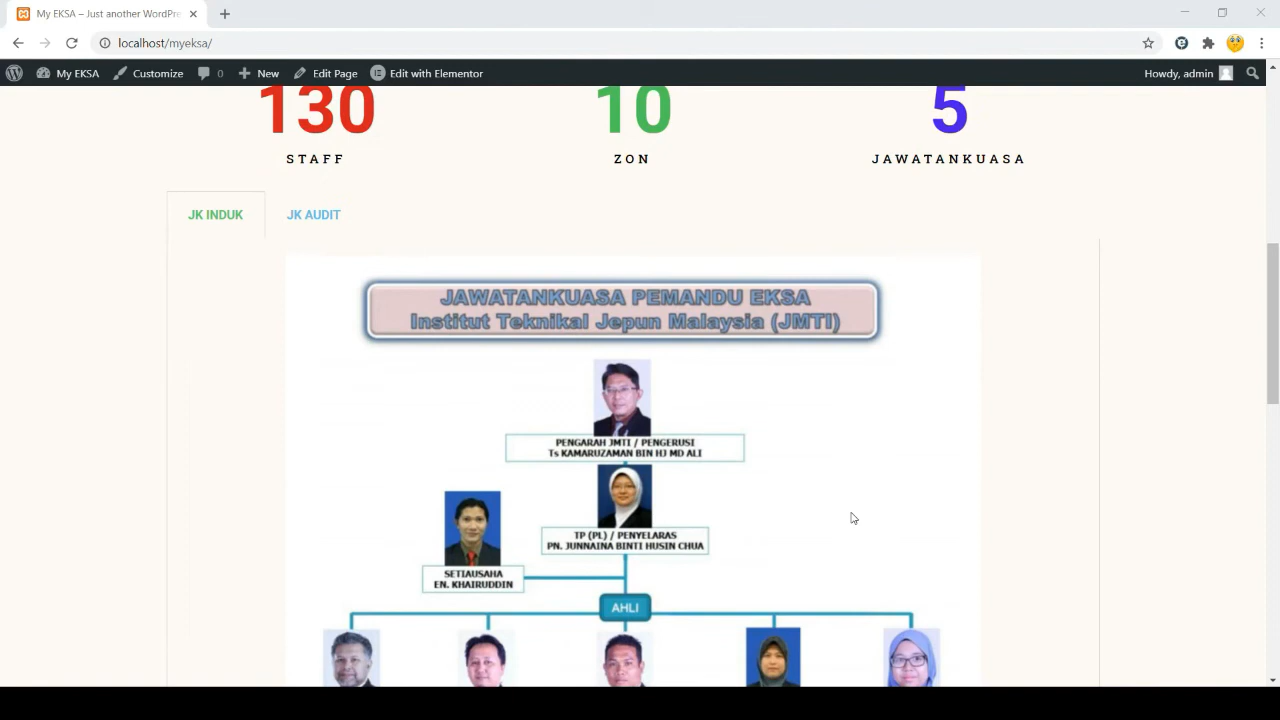 My EKSA – Just another WordPre
localhost/myeksa/
My EKSA
Customize
0
New
Edit Page
Edit with Elementor
Howdy, admin
130
10
5
STAFF
ZON
JAWATANKUASA
JK INDUK
JK AUDIT
JAWATANKUASA PEMANDU EKSA
Institut Teknikal Jepun Malaysia (JMTI)
PENGARAH JMTI / PENGERUSI
Ts KAMARUZAMAN BIN HJ MD ALI
TP (PL) / PENYELARAS
PN. JUNNAINA BINTI HUSIN CHUA
SETIAUSAHA
EN. KHAIRUDDIN
AHLI